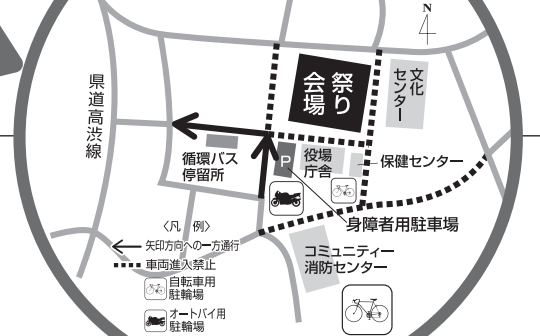 N
県道高渋線
祭り
会場
文化
センター
循環バス
停留所
P
役場
庁舎
保健センター
身障者用駐車場
〈凡 例〉
矢印方向への一方通行
車両進入禁止
自転車用
駐輪場
オートバイ用
駐輪場
コミュニティー
消防センター